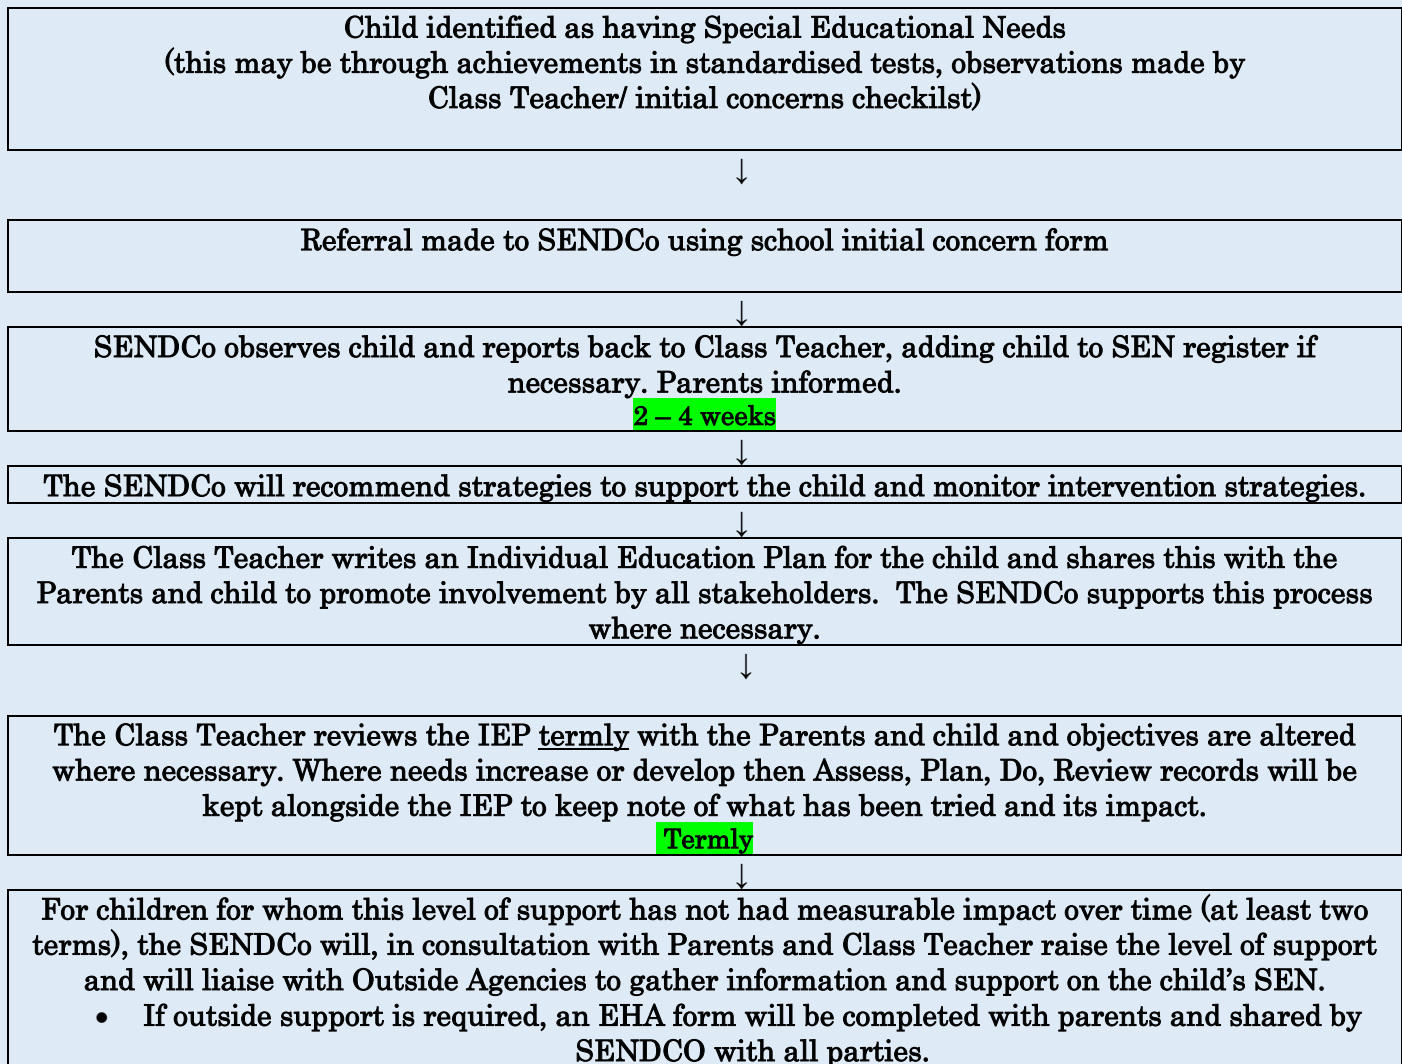 Child identified as having Special Educational Needs
(this may be through achievements in standardised tests, observations made by
Class Teacher/ initial concerns checkilst)
↓
Referral made to SENDCo using school initial concern form
↓
SENDCo observes child and reports back to Class Teacher, adding child to SEN register if
necessary. Parents informed.
2 – 4 weeks
↓
The SENDCo will recommend strategies to support the child and monitor intervention strategies.
↓
The Class Teacher writes an Individual Education Plan for the child and shares this with the
Parents and child to promote involvement by all stakeholders.  The SENDCo supports this process
where necessary.
↓
The Class Teacher reviews the IEP termly with the Parents and child and objectives are altered
where necessary. Where needs increase or develop then Assess, Plan, Do, Review records will be
kept alongside the IEP to keep note of what has been tried and its impact.
Termly
↓
For children for whom this level of support has not had measurable impact over time (at least two
terms), the SENDCo will, in consultation with Parents and Class Teacher raise the level of support
and will liaise with Outside Agencies to gather information and support on the child’s SEN.
• If outside support is required, an EHA form will be completed with parents and shared by
SENDCO with all parties.